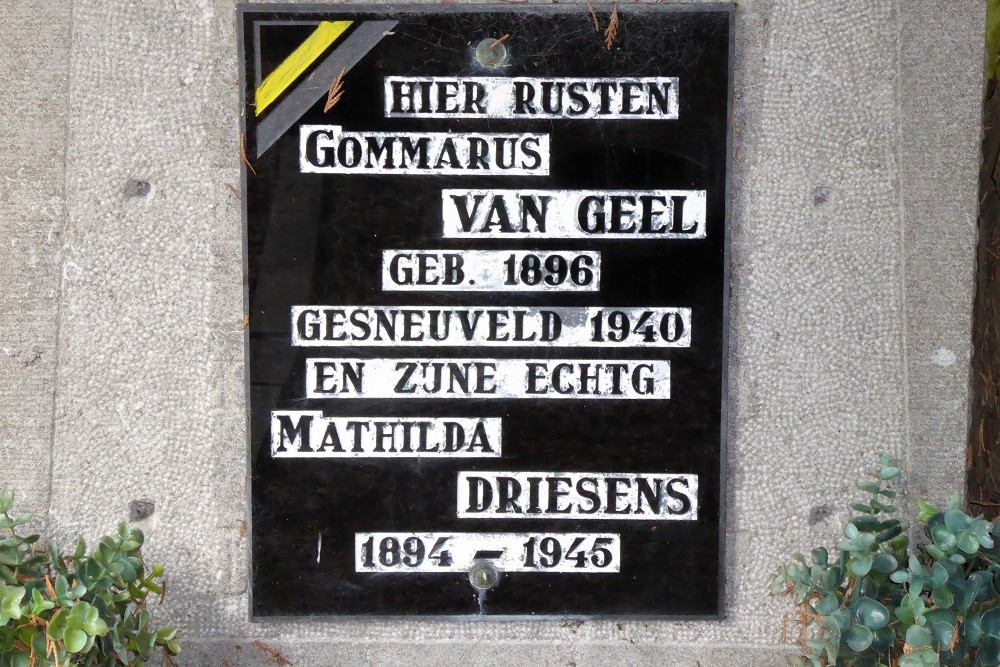 HIER RUSTEN
GOMMARUS
VAN GEEL
GEB. 1896
GESNEUVELD 1940
EN ZIJNE ECHTG
MATHILDA
DRIESENS
1894 – 1945